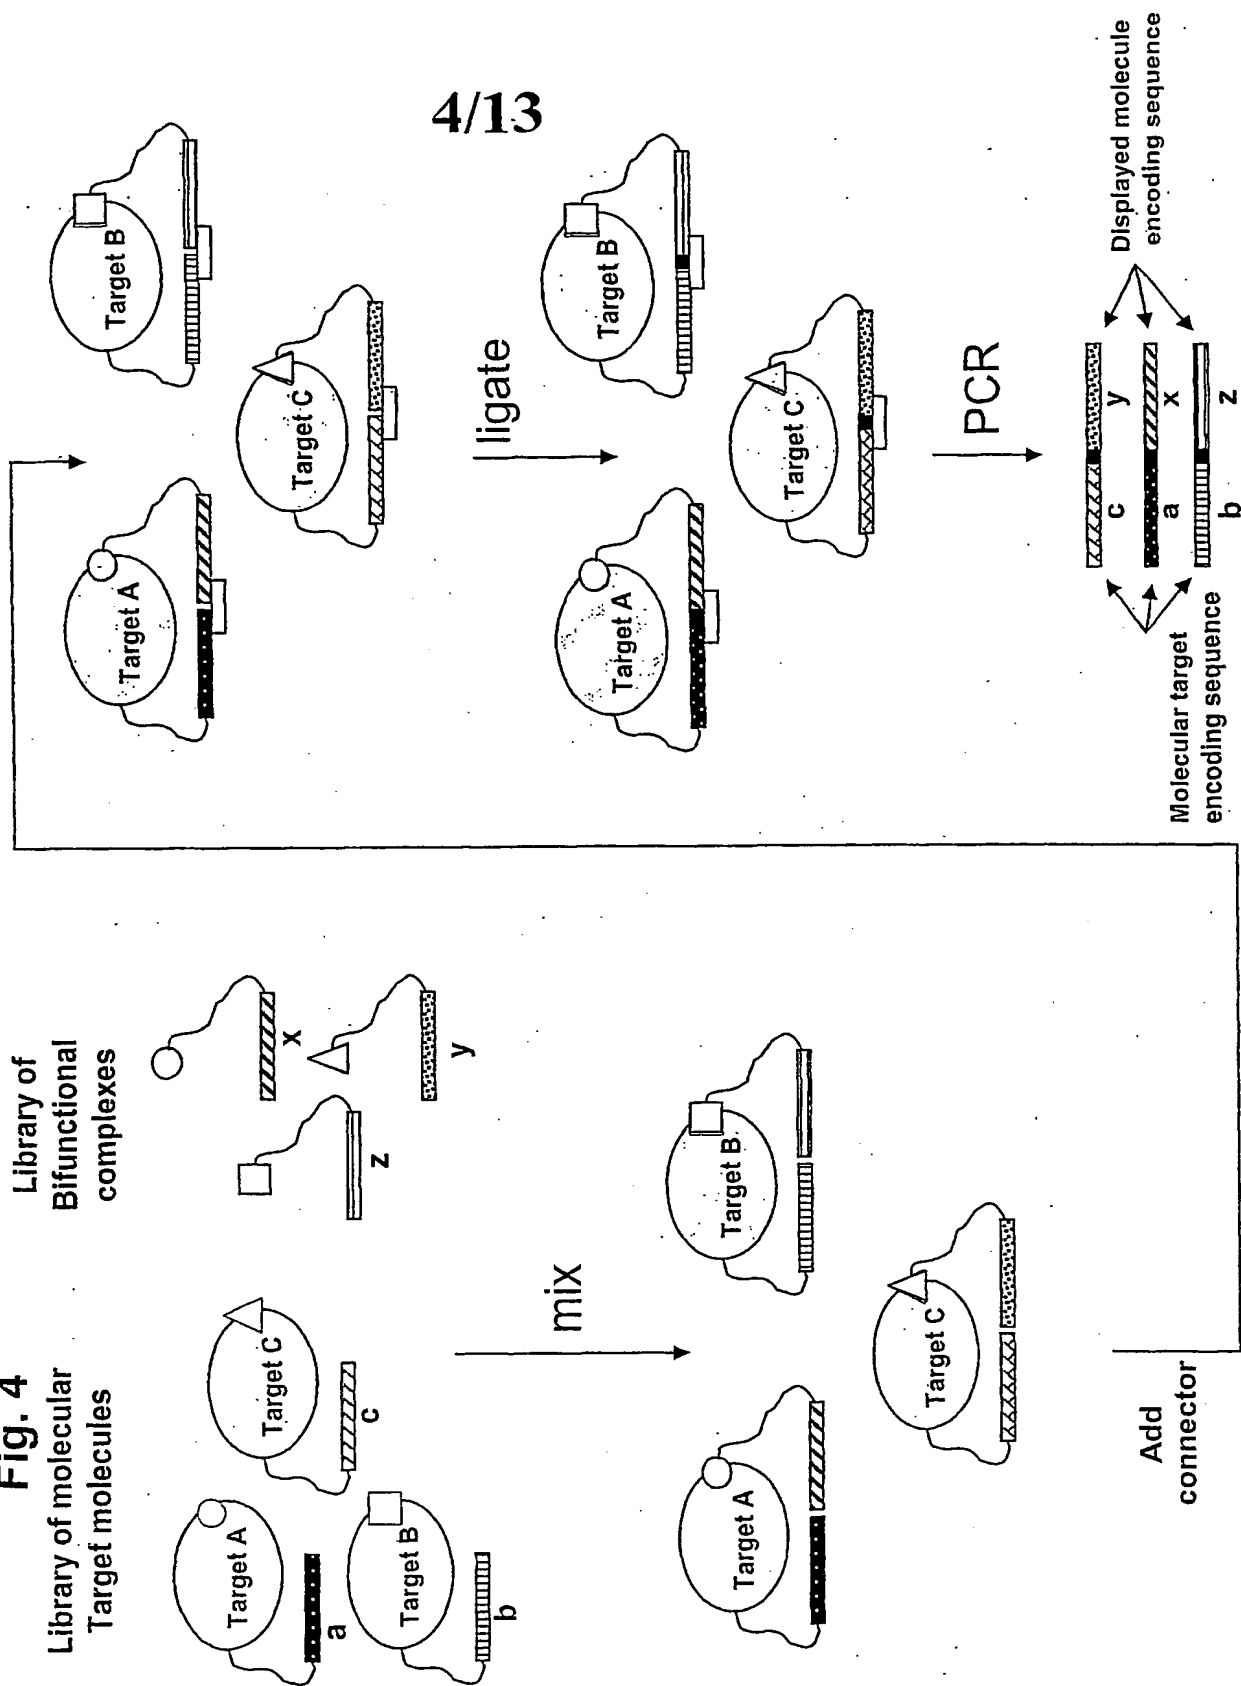 4/13
Fig. 4
Library of molecular
Target molecules
Target A
a
Target B
b
Target C
c
Library of
Bifunctional
complexes
x
z
y
mix
Target A
Target B
Target C
Add
connector
Target A
Target B
Target C
ligate
Target A
Target B
Target C
PCR
c y
a x
b z
Molecular target
encoding sequence
Displayed molecule
encoding sequence